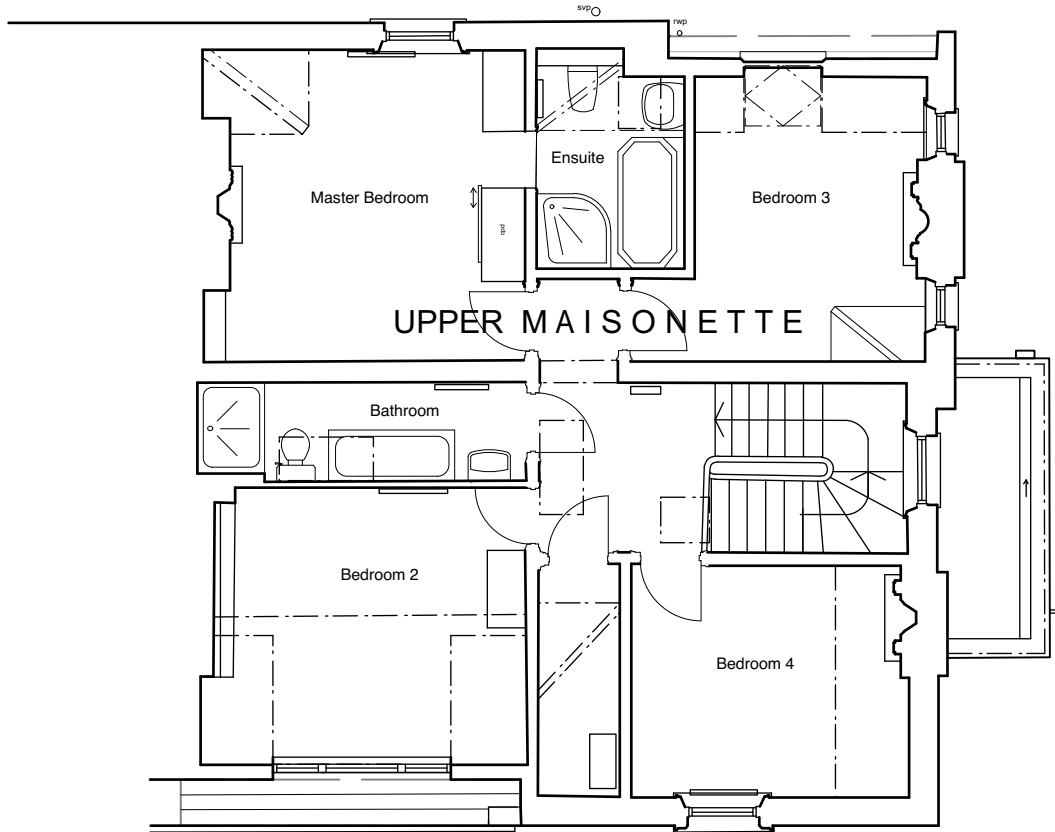 svp
rwp
Ensuite
Master Bedroom
Bedroom 3
cpd
UPPER MAISONETTE
Bathroom
Bedroom 2
Bedroom 4